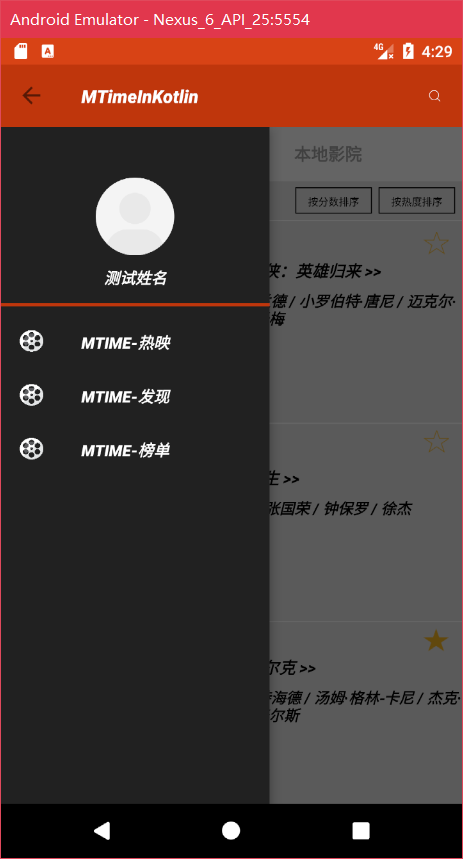 Android Emulator - Nexus_6_API_25:5554
4G
4:29
MTimeInKotlin
本地影院
按分数排序
按热度排序
测试姓名
侠：英雄归来 >>
德 / 小罗伯特·唐尼 / 迈克尔·
梅
MTIME-热映
MTIME-发现
MTIME-榜单
生 >>
张国荣 / 钟保罗 / 徐杰
尔克 >>
海德 / 汤姆·格林-卡尼 / 杰克·
尔斯